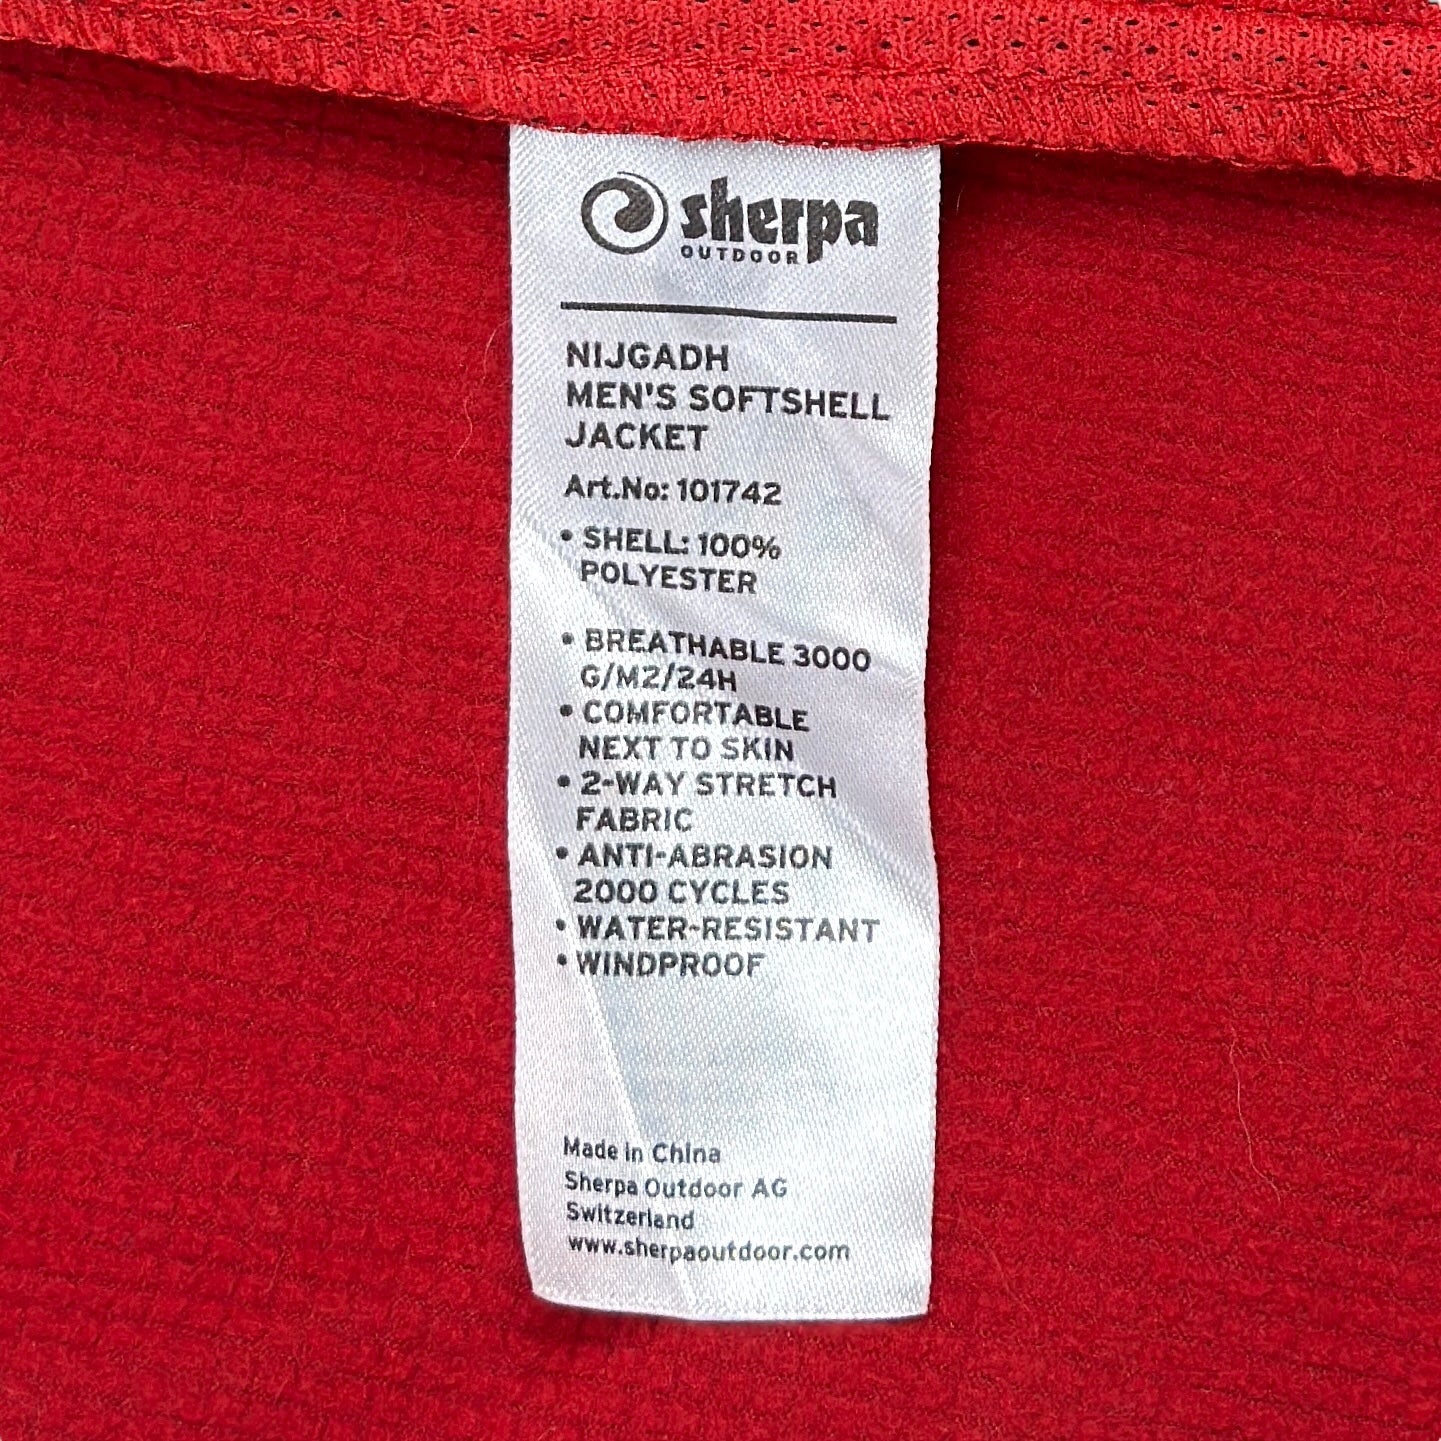 sherpa
OUTDOOR
NIJGADH
MEN'S SOFTSHELL
JACKET
Art.No: 101742
• SHELL: 100%
POLYESTER
• BREATHABLE 3000
G/M2/24H
• COMFORTABLE
NEXT TO SKIN
• 2-WAY STRETCH
FABRIC
• ANTI-ABRASION
2000 CYCLES
• WATER-RESISTANT
• WINDPROOF
Made in China
Sherpa Outdoor AG
Switzerland
www.sherpaoutdoor.com